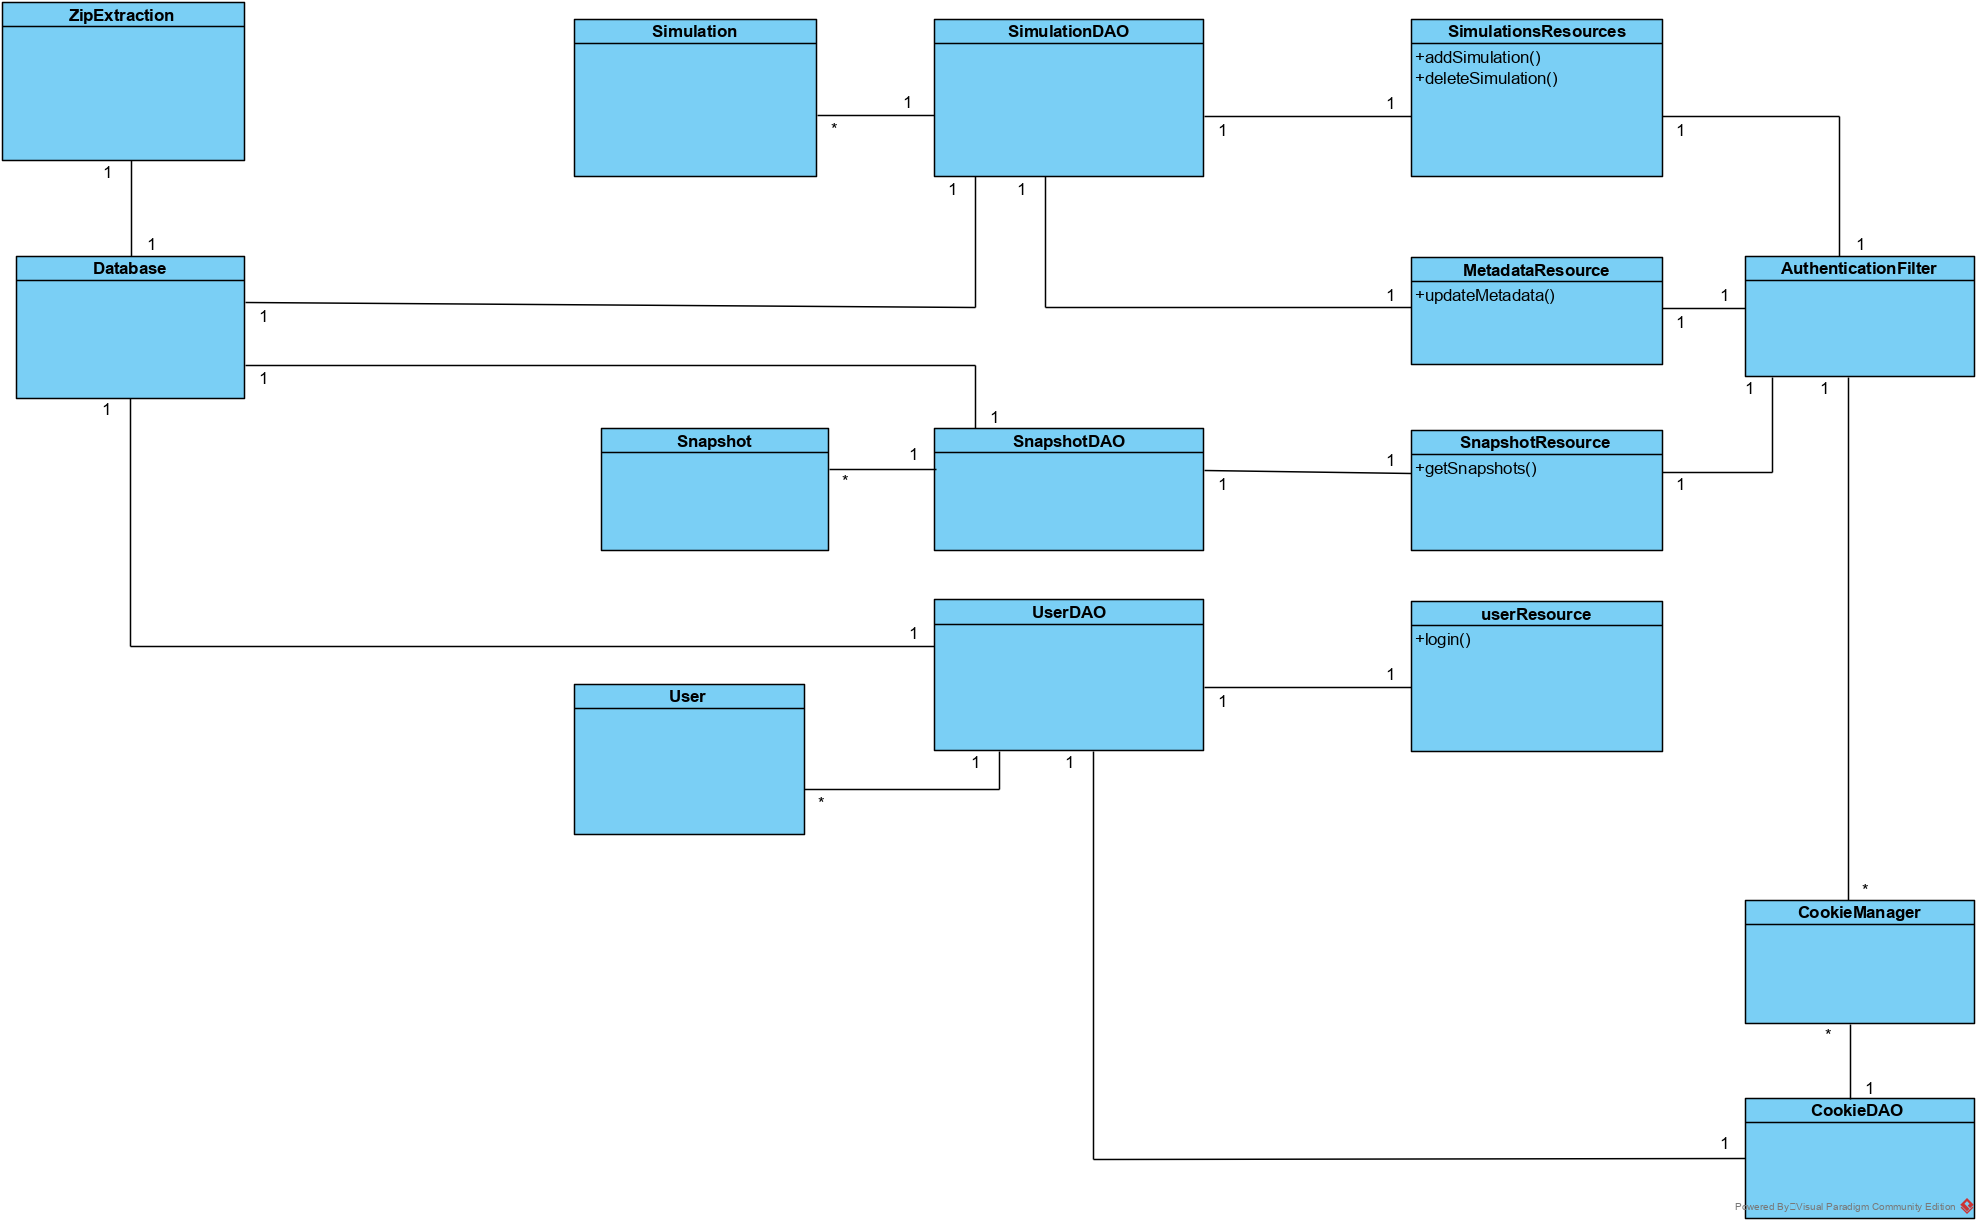 ZipExtraction
Simulation
SimulationDAO
SimulationsResources
+addSimulation()
+deleteSimulation()
1
*
1
1
1
1
1
1
1
1
1
Database
MetadataResource
+updateMetadata()
AuthenticationFilter
1
1
1
1
1
1
1
1
1
Snapshot
SnapshotDAO
SnapshotResource
+getSnapshots()
1
*
1
1
1
UserDAO
userResource
+login()
1
User
1
1
1
1
*
*
CookieManager
*
1
CookieDAO
1
Powered By Visual Paradigm Community Edition